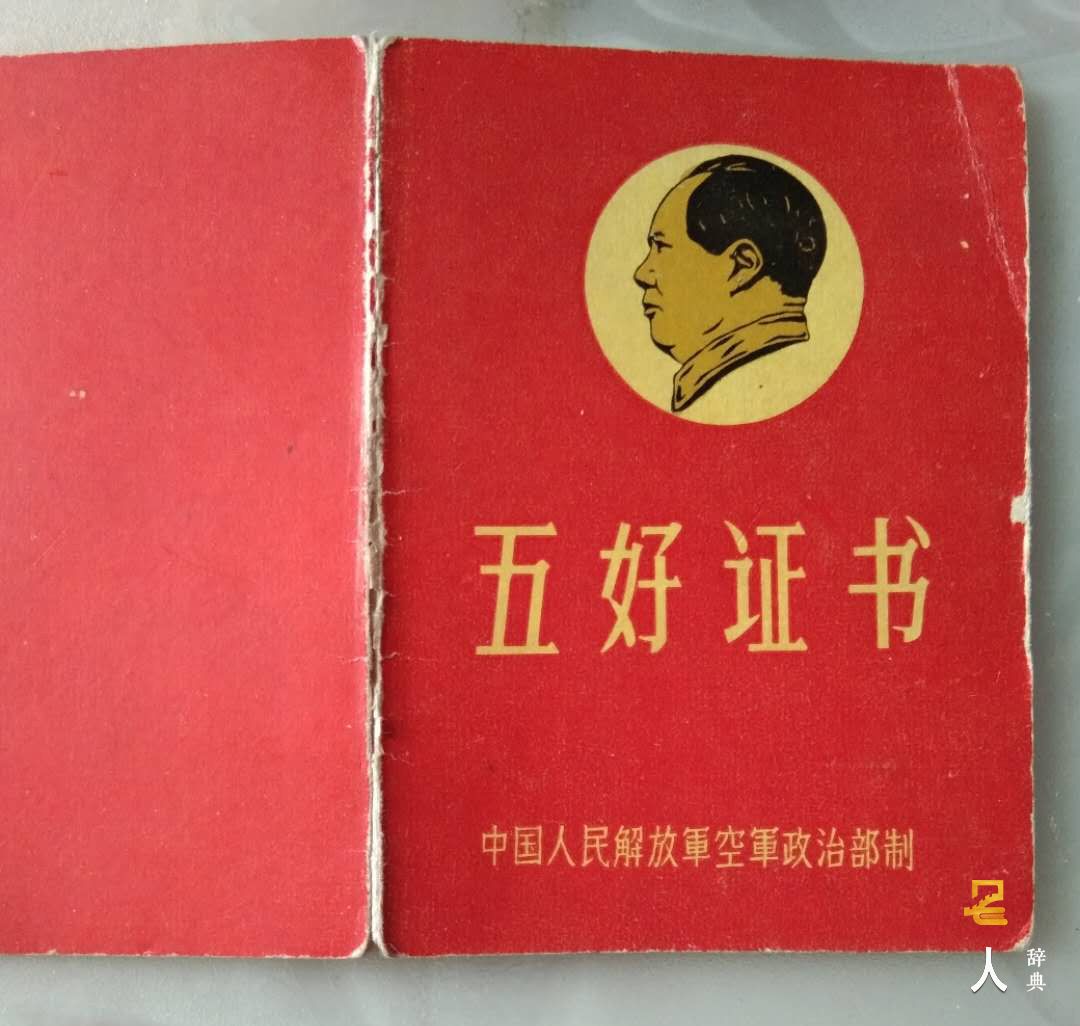 五好证书
中国人民解放軍空軍政治部制
人
辞典